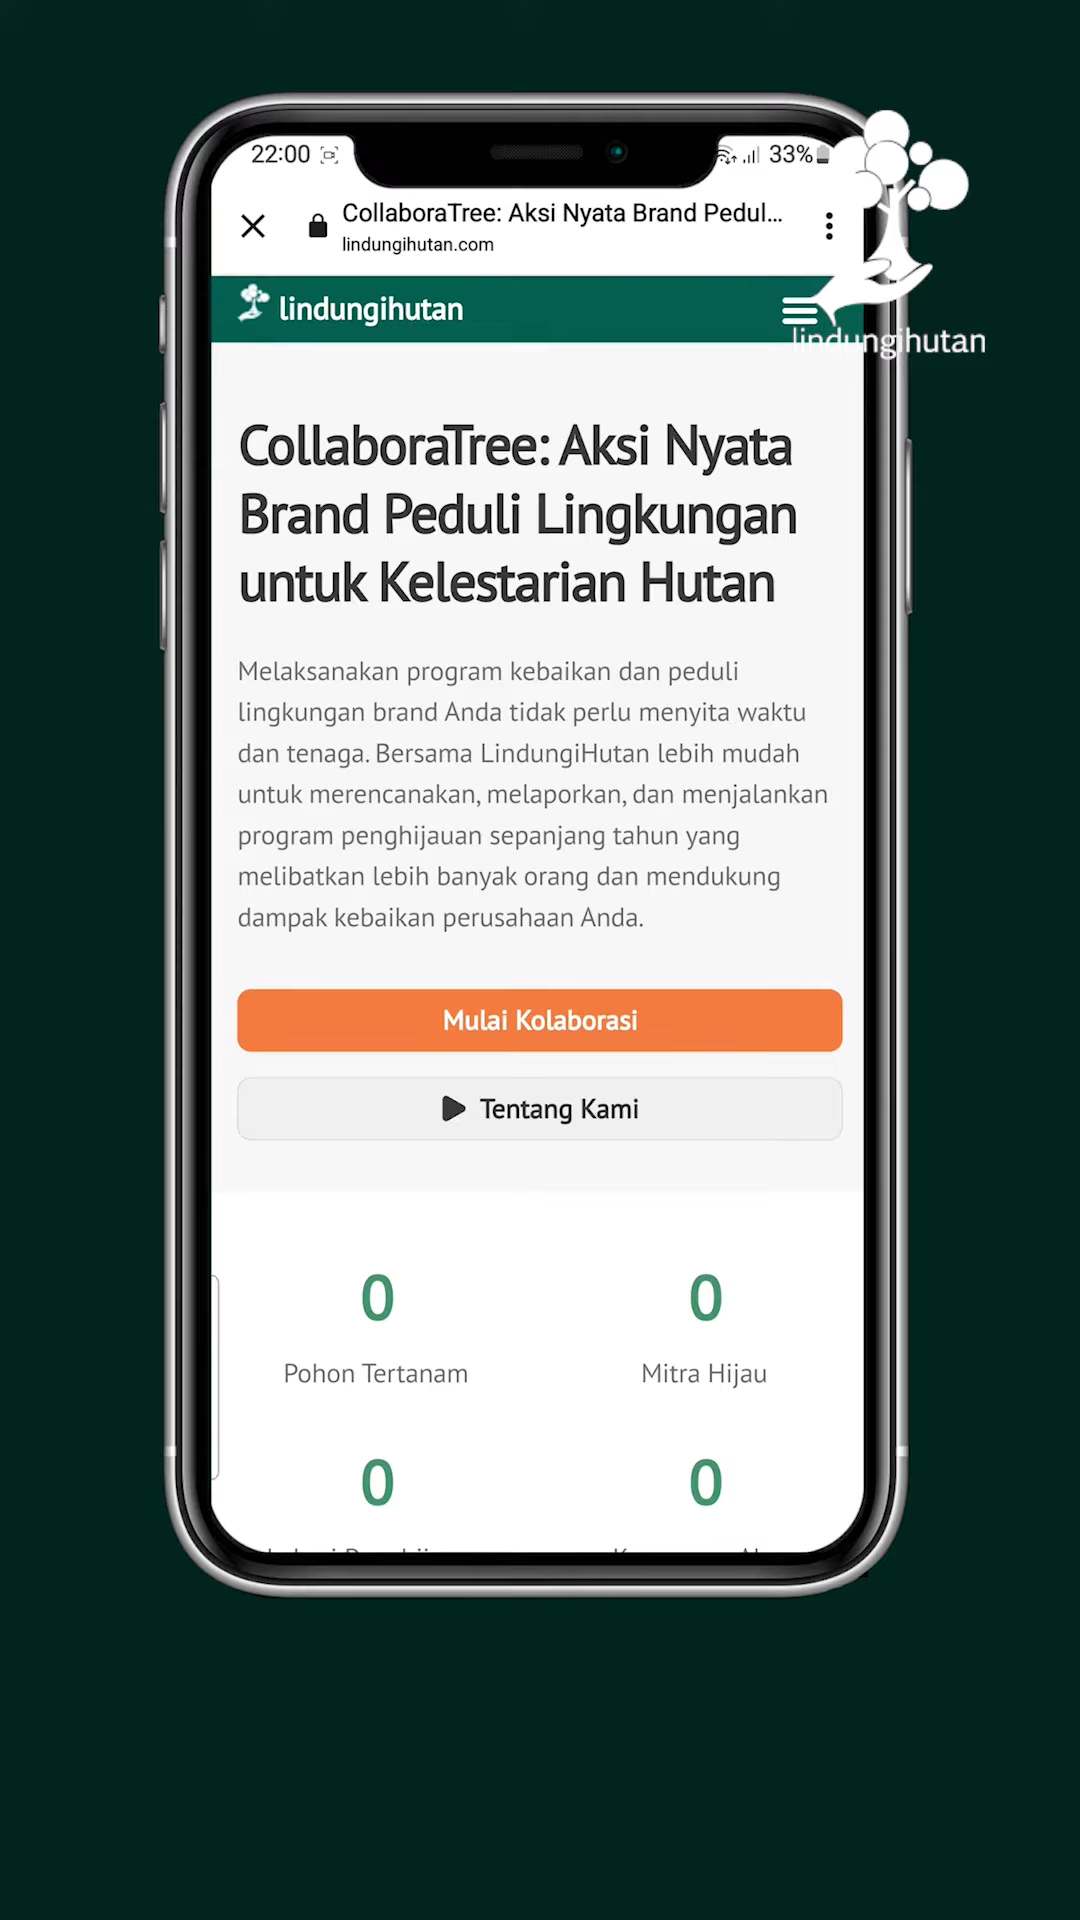 22:00
33%
CollaboraTree: Aksi Nyata Brand Pedul...
lindungihutan.com
lindungihutan
lindungihutan
CollaboraTree: Aksi Nyata
Brand Peduli Lingkungan
untuk Kelestarian Hutan
Melaksanakan program kebaikan dan peduli
lingkungan brand Anda tidak perlu menyita waktu
dan tenaga. Bersama LindungiHutan lebih mudah
untuk merencanakan, melaporkan, dan menjalankan
program penghijauan sepanjang tahun yang
melibatkan lebih banyak orang dan mendukung
dampak kebaikan perusahaan Anda.
Mulai Kolaborasi
Tentang Kami
0
0
Pohon Tertanam
Mitra Hijau
0
0